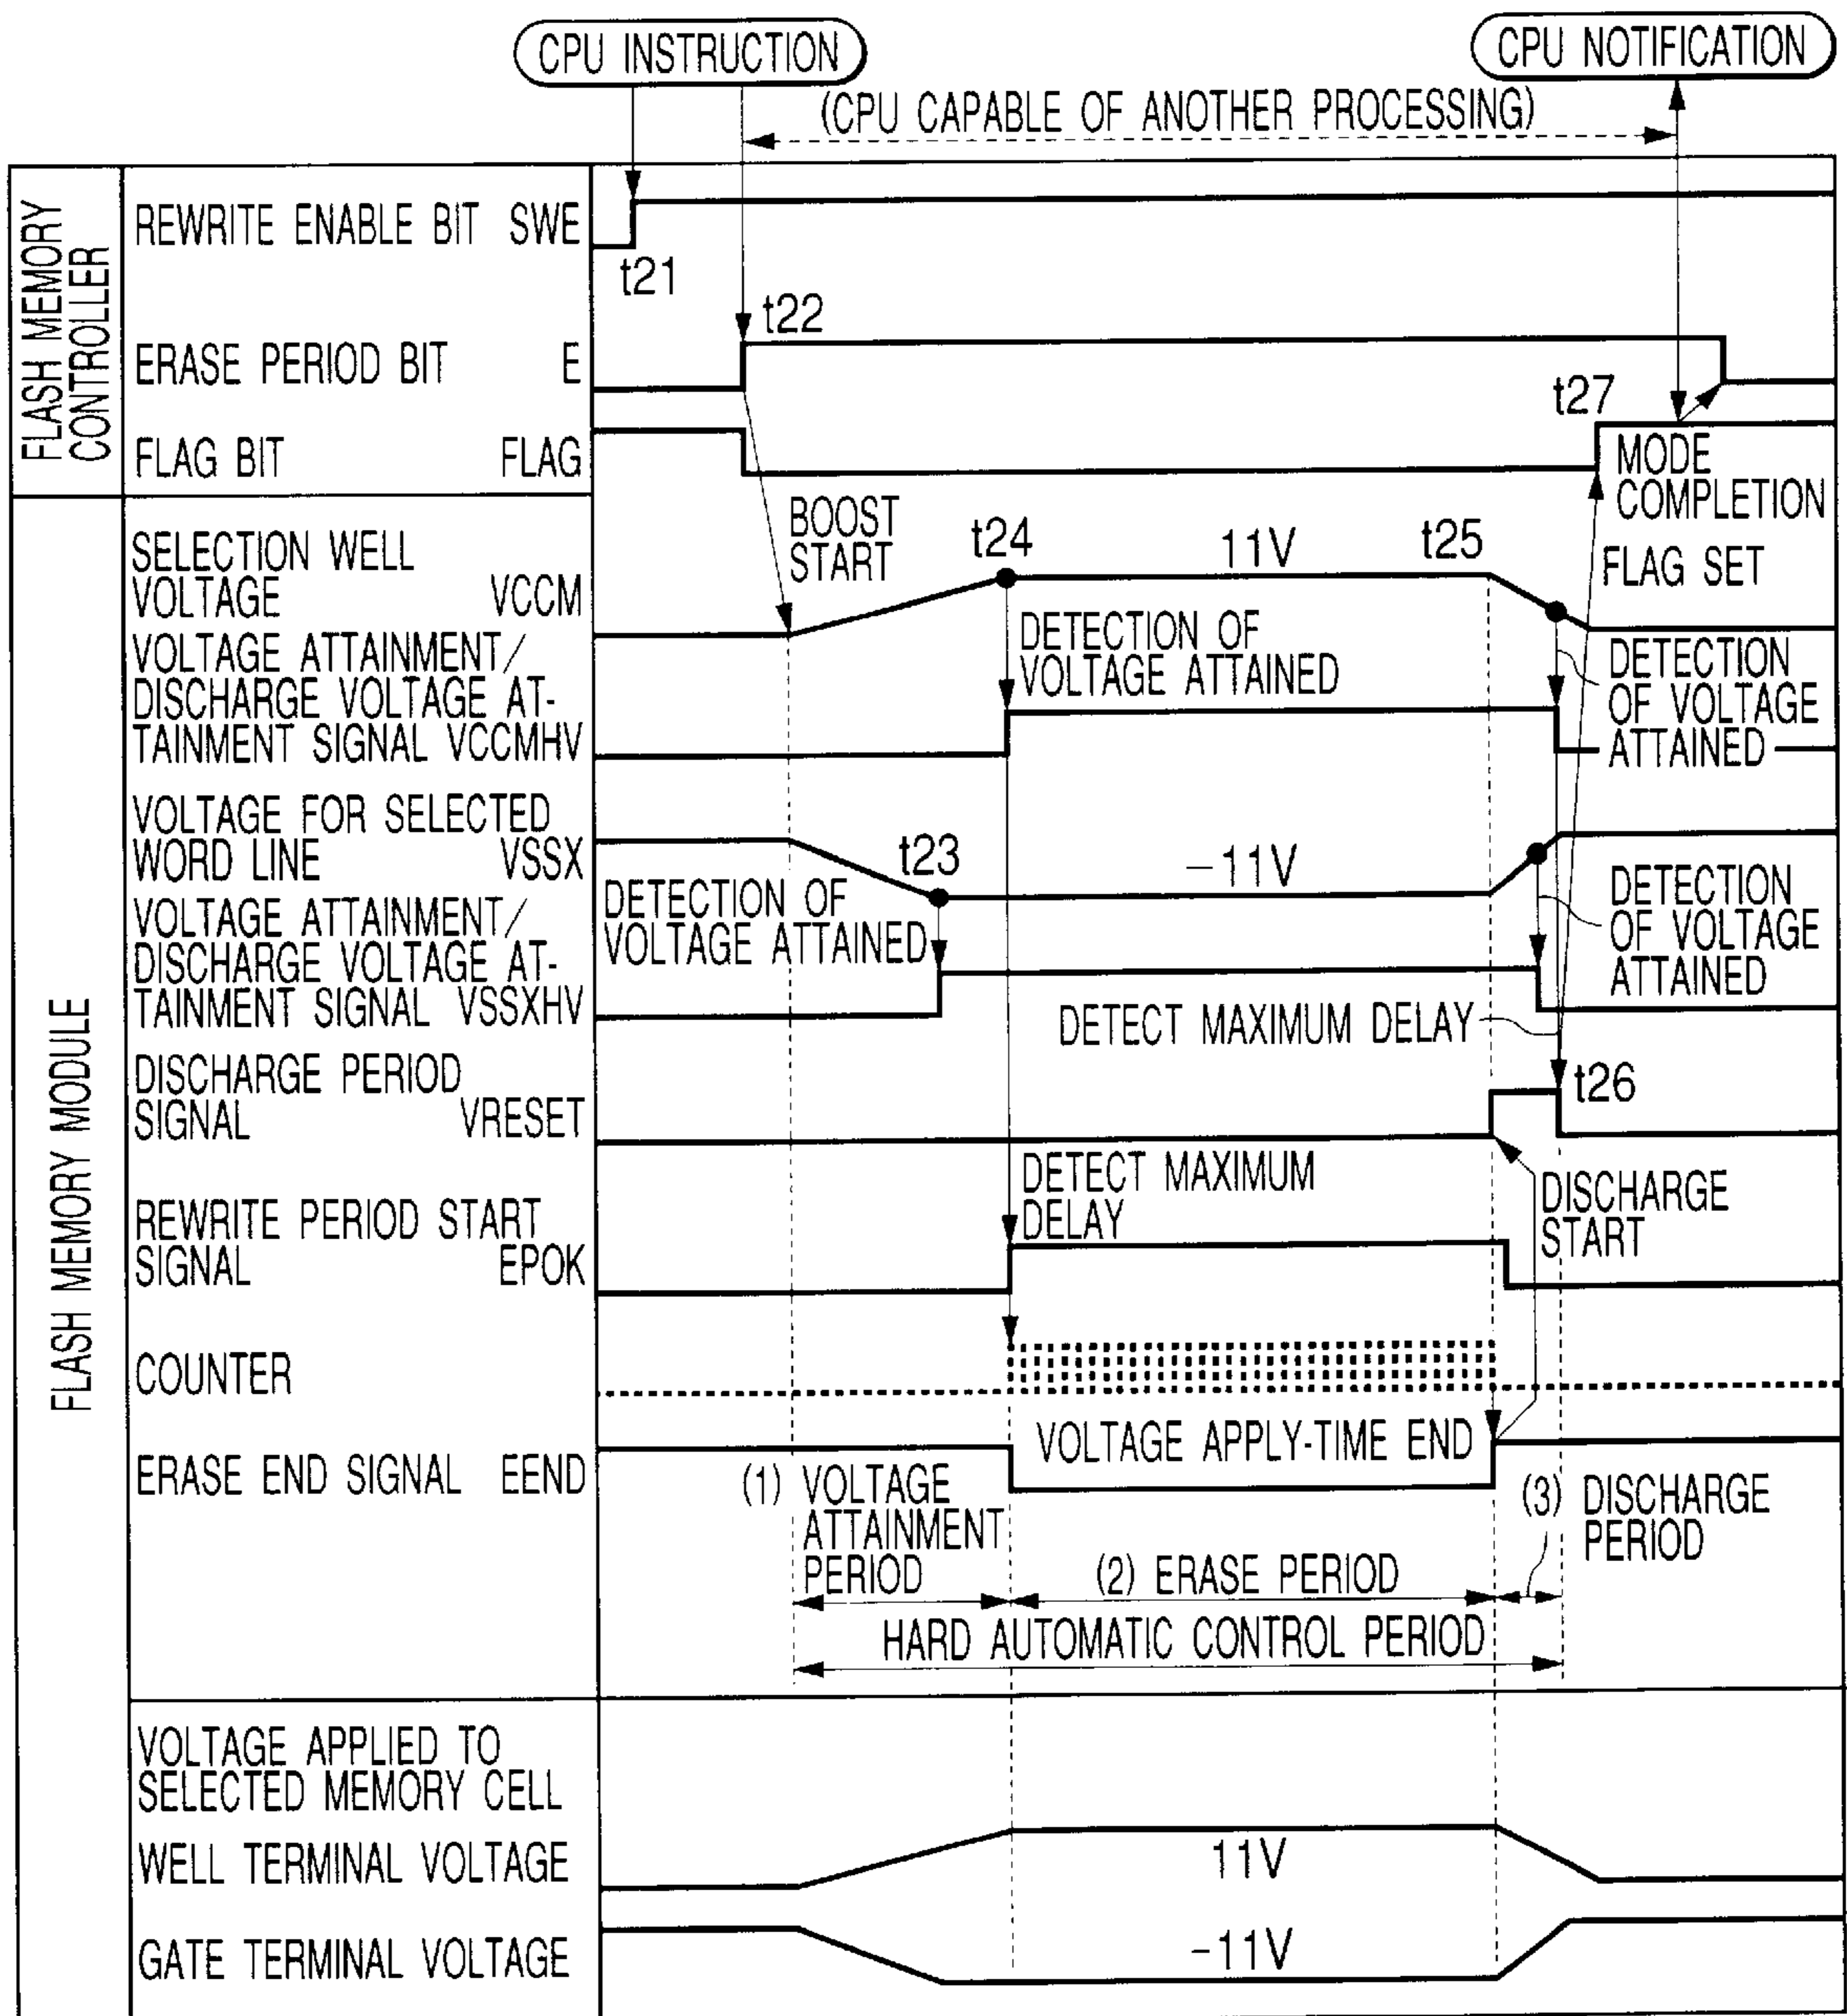 CPU INSTRUCTION
CPU NOTIFICATION
(CPU CAPABLE OF ANOTHER PROCESSING)
FLASH MEMORY
CONTROLLER
REWRITE ENABLE BIT SWE
t21
t22
ERASE PERIOD BIT E
t27
FLAG BIT FLAG
MODE
COMPLETION
FLAG SET
FLASH MEMORY MODULE
BOOST
START
SELECTION WELL
VOLTAGE VCCM
t24
11V
t25
VOLTAGE ATTAINMENT/
DISCHARGE VOLTAGE AT-
TAINMENT SIGNAL VCCMHV
DETECTION OF
VOLTAGE ATTAINED
DETECTION
OF VOLTAGE
ATTAINED
VOLTAGE FOR SELECTED
WORD LINE VSSX
t23
-11V
VOLTAGE ATTAINMENT/
DISCHARGE VOLTAGE AT-
TAINMENT SIGNAL VSSXHV
DETECTION OF
VOLTAGE ATTAINED
DETECTION
OF VOLTAGE
ATTAINED
DETECT MAXIMUM DELAY
DISCHARGE PERIOD
SIGNAL VRESET
t26
DETECT MAXIMUM
DELAY
DISCHARGE
START
REWRITE PERIOD START
SIGNAL EPOK
COUNTER
VOLTAGE APPLY-TIME END
ERASE END SIGNAL EEND
(1) VOLTAGE
ATTAINMENT
PERIOD
(2) ERASE PERIOD
(3) DISCHARGE
PERIOD
HARD AUTOMATIC CONTROL PERIOD
VOLTAGE APPLIED TO
SELECTED MEMORY CELL
WELL TERMINAL VOLTAGE
11V
GATE TERMINAL VOLTAGE
-11V